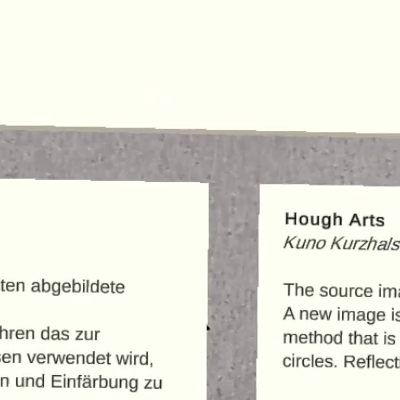 ten abgebildete
hren das zur
sen verwendet wird,
n und Einfärbung zu
Hough Arts
Kuno Kurzhals
The source ima
A new image is
method that is
circles. Reflect